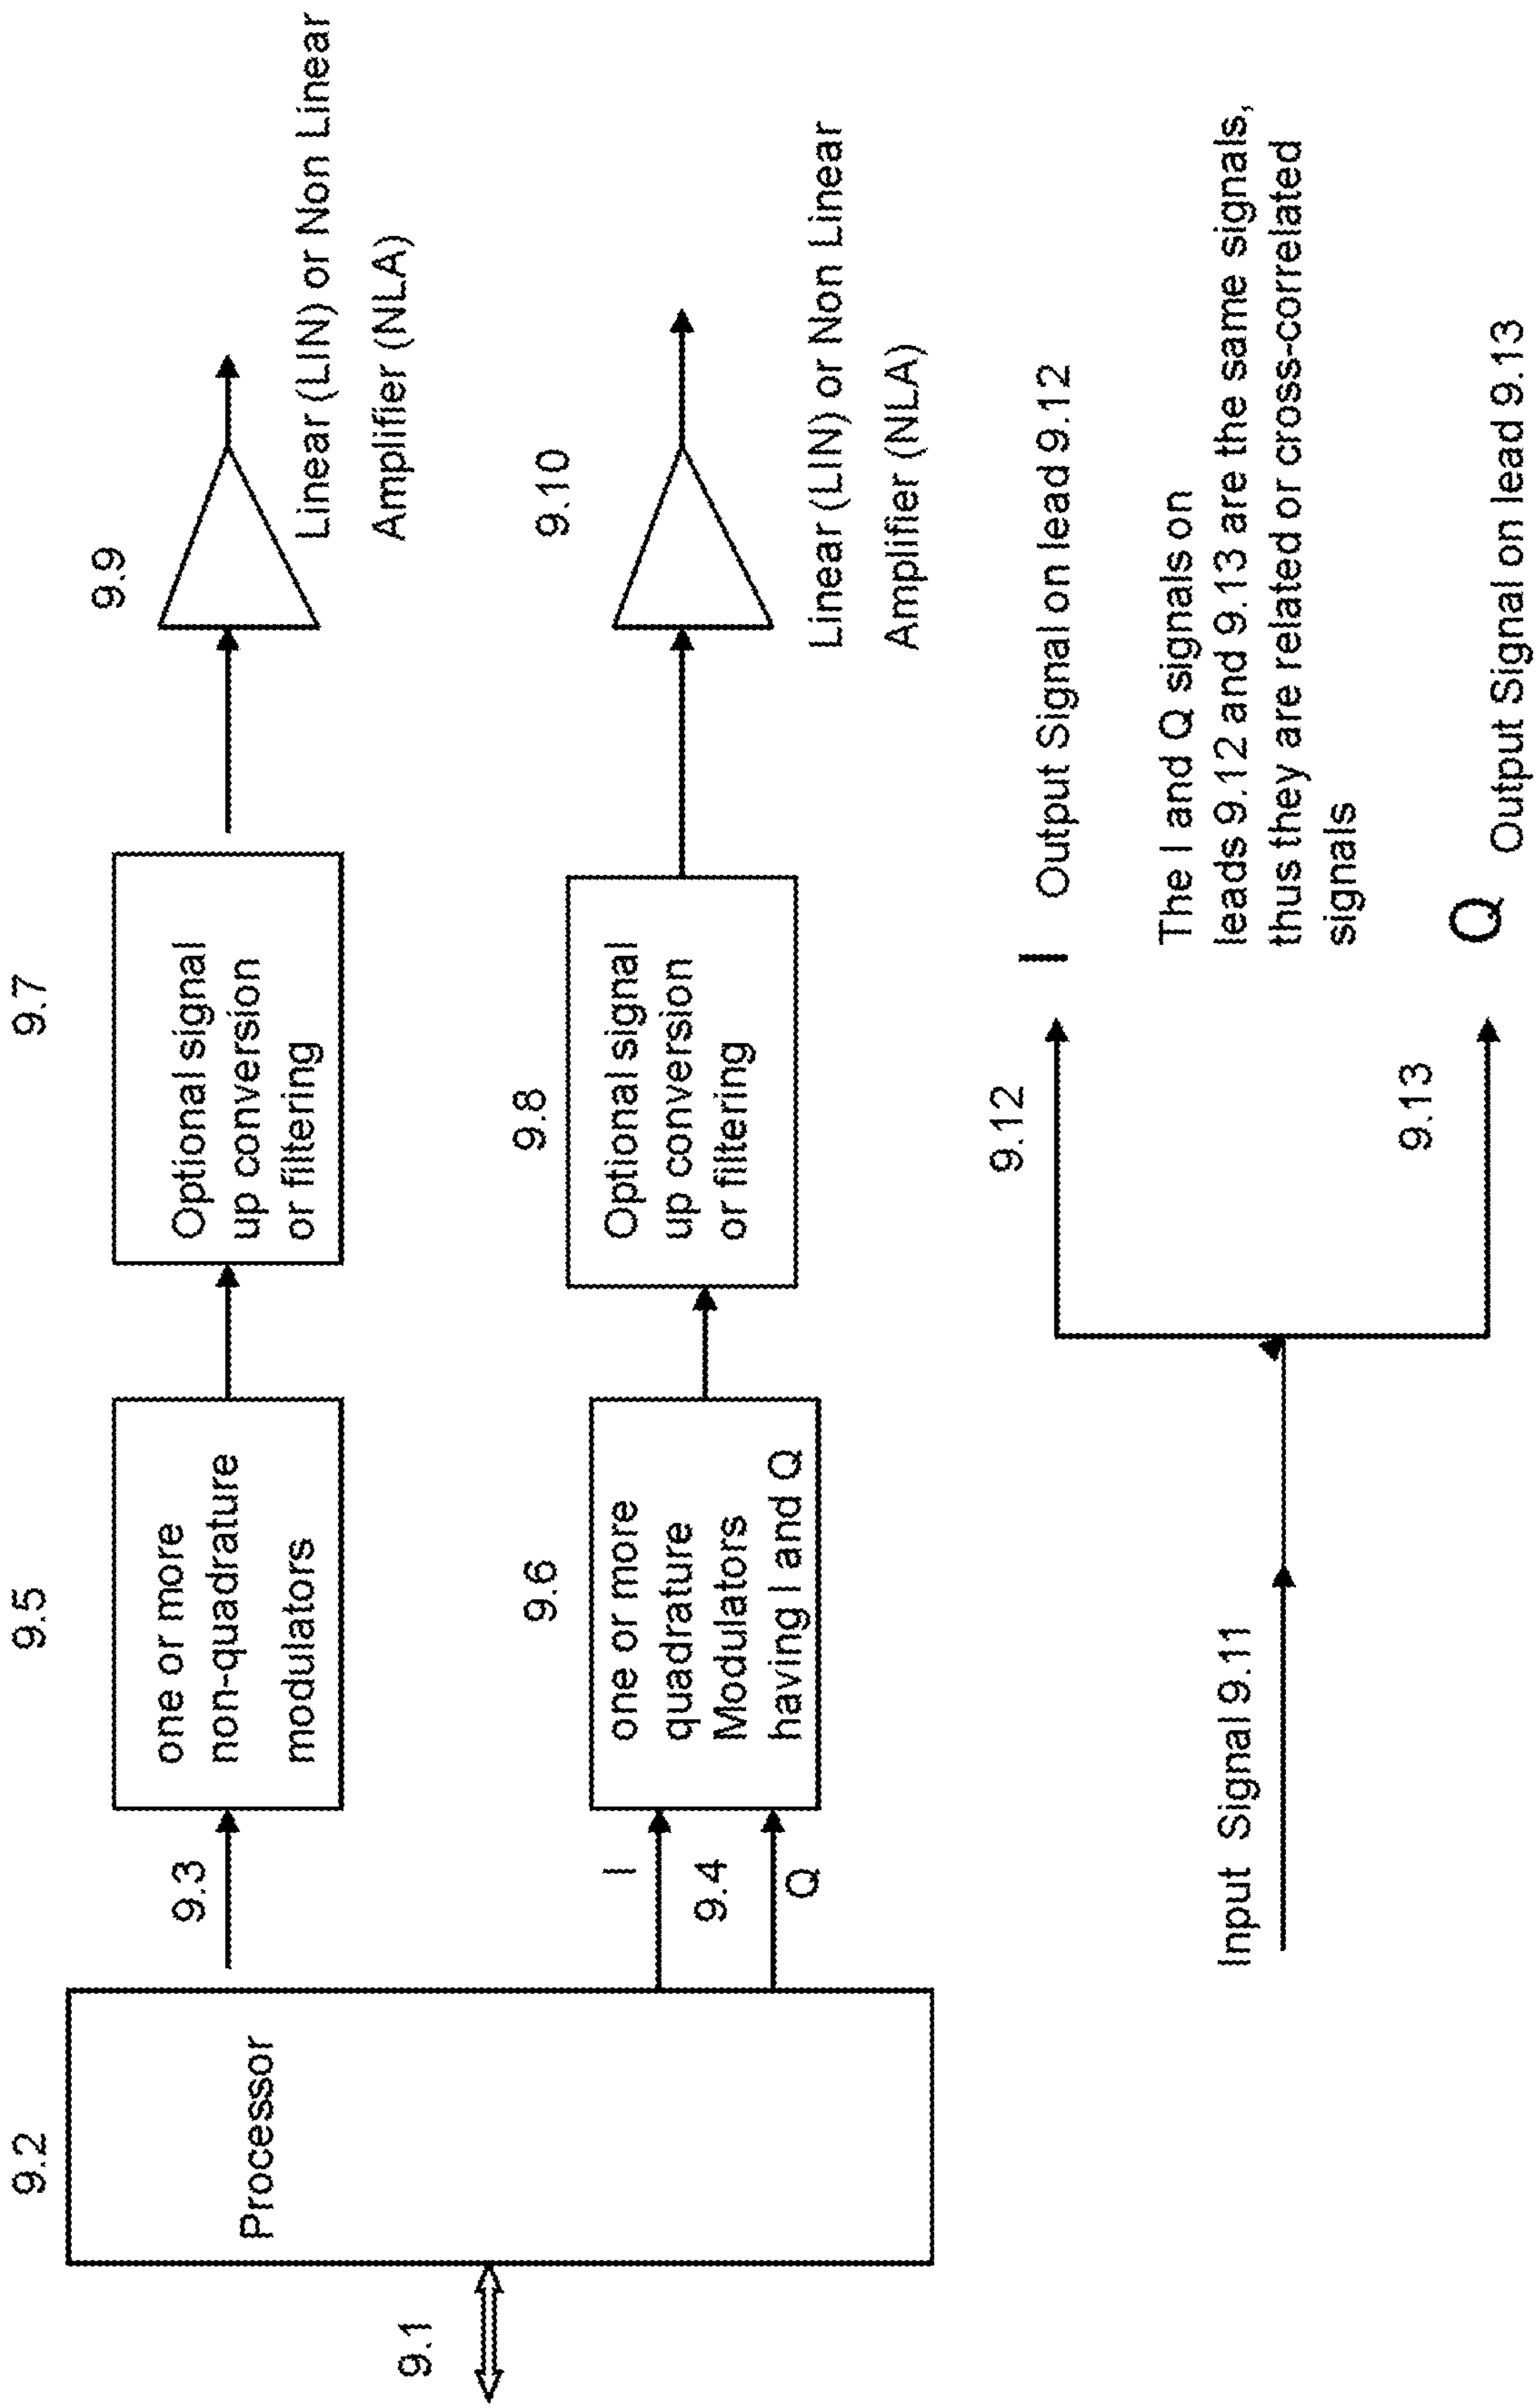 9.1
9.2
Processor
9.3
9.5
one or more
non-quadrature
modulators
9.7
Optional signal
up conversion
or filtering
9.9
Linear (LIN) or Non Linear
Amplifier (NLA)
I
9.4
Q
9.6
one or more
quadrature
Modulators
having I and Q
9.8
Optional signal
up conversion
or filtering
9.10
Linear (LIN) or Non Linear
Amplifier (NLA)
Input Signal 9.11
9.12
I Output Signal on lead 9.12
The I and Q signals on
leads 9.12 and 9.13 are the same signals,
thus they are related or cross-correlated
signals
9.13
Q Output Signal on lead 9.13